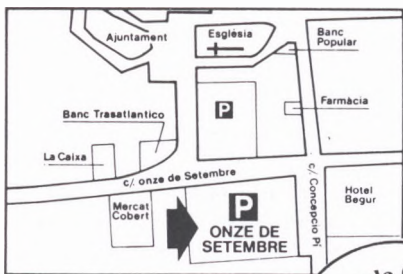 Ajuntament
Església
Banc
Popular
P
Farmàcia
Banc Trasatlantico
La Caixa
c/. onze de Setembre
Mercat
Cobert
P
ONZE DE
SETEMBRE
c/. Concepcio Pi
Hotel
Begur